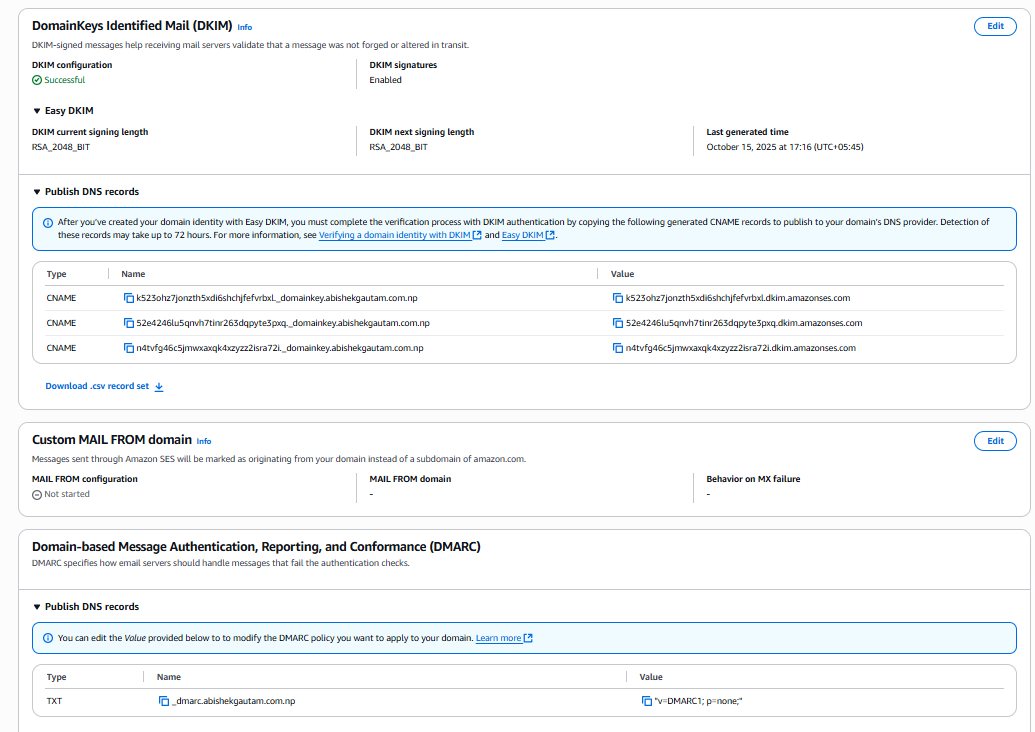 DomainKeys Identified Mail (DKIM) Info
Edit
DKIM-signed messages help receiving mail servers validate that a message was not forged or altered in transit.
DKIM configuration
Successful
DKIM signatures
Enabled
Easy DKIM
DKIM current signing length
RSA_2048_BIT
DKIM next signing length
RSA_2048_BIT
Last generated time
October 15, 2025 at 17:16 (UTC+05:45)
Publish DNS records
After you've created your domain identity with Easy DKIM, you must complete the verification process with DKIM authentication by copying the following generated CNAME records to publish to your domain's DNS provider. Detection of
these records may take up to 72 hours. For more information, see Verifying a domain identity with DKIM and Easy DKIM.
Type Name Value
CNAME k523ohz7jonzth5xdi6shchjfefvrbxl._domainkey.abishekgautam.com.np k523ohz7jonzth5xdi6shchjfefvrbxl.dkim.amazonses.com
CNAME 52e4246lu5qnvh7tinr263dqpyte3pxq._domainkey.abishekgautam.com.np 52e4246lu5qnvh7tinr263dqpyte3pxq.dkim.amazonses.com
CNAME n4tvfg46c5jmwxaxqk4xzyzz2isra72i._domainkey.abishekgautam.com.np n4tvfg46c5jmwxaxqk4xzyzz2isra72i.dkim.amazonses.com
Download .csv record set
Custom MAIL FROM domain Info
Edit
Messages sent through Amazon SES will be marked as originating from your domain instead of a subdomain of amazon.com.
MAIL FROM configuration
Not started
MAIL FROM domain
-
Behavior on MX failure
-
Domain-based Message Authentication, Reporting, and Conformance (DMARC)
DMARC specifies how email servers should handle messages that fail the authentication checks.
Publish DNS records
You can edit the Value provided below to to modify the DMARC policy you want to apply to your domain. Learn more
Type Name Value
TXT _dmarc.abishekgautam.com.np "v=DMARC1; p=none;"